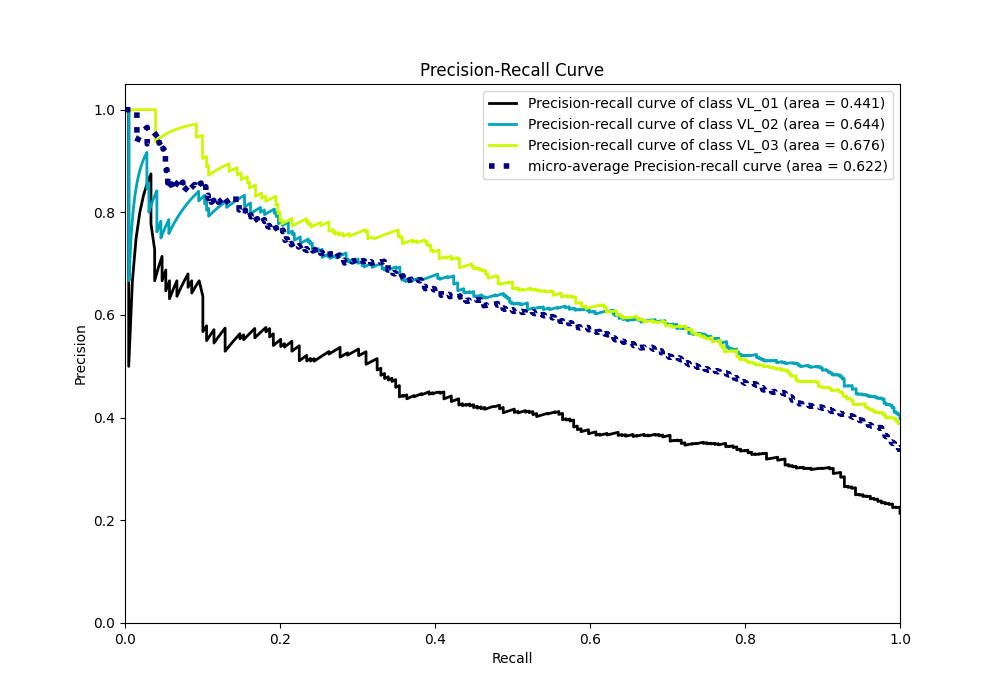 Precision-Recall Curve
Precision-recall curve of class VL_01 (area = 0.441)
Precision-recall curve of class VL_02 (area = 0.644)
Precision-recall curve of class VL_03 (area = 0.676)
micro-average Precision-recall curve (area = 0.622)
1.0
0.8
0.6
0.4
0.2
0.0
Precision
0.0 0.2 0.4 0.6 0.8 1.0
Recall